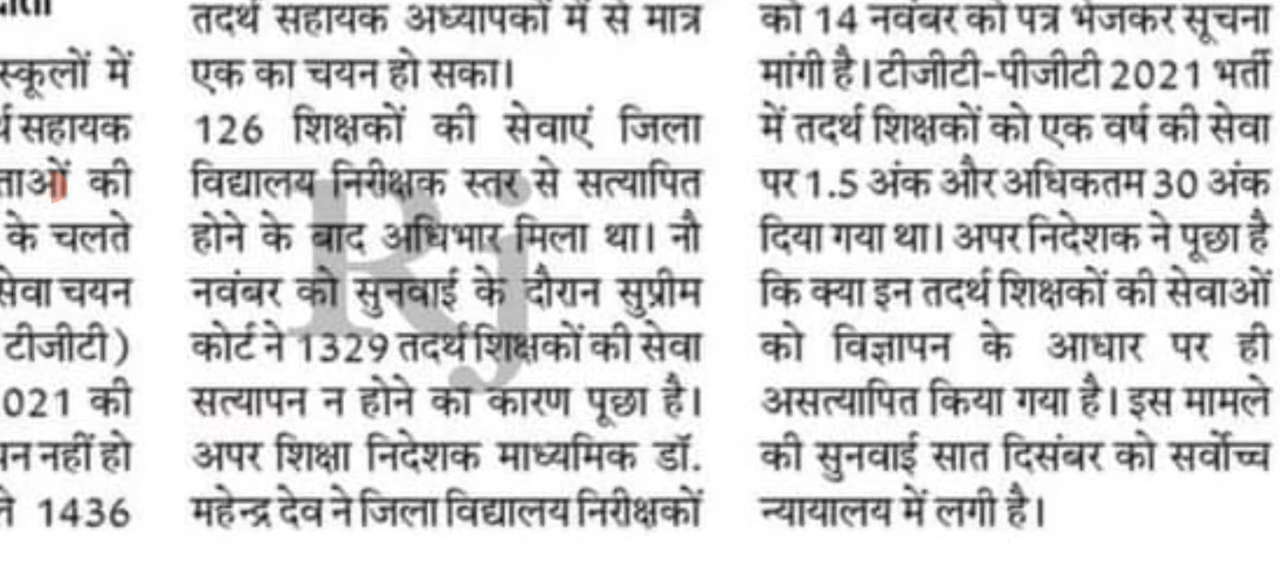 स्कूलों में
सहायक
की
के चलते
सेवा चयन
टीजीटी)
021 की
नहीं हो
1436
तदर्थ सहायक अध्यापकों में से मात्र
एक का चयन हो सका।
126 शिक्षकों की सेवाएं जिला
विद्यालय निरीक्षक स्तर से सत्यापित
होने के बाद अधिभार मिला था। नौ
नवंबर को सुनवाई के दौरान सुप्रीम
कोर्ट ने 1329 तदर्थ शिक्षकों की सेवा
सत्यापन न होने का कारण पूछा है।
अपर शिक्षा निदेशक माध्यमिक डॉ.
महेन्द्र देव ने जिला विद्यालय निरीक्षकों
को 14 नवंबर को पत्र भेजकर सूचना
मांगी है। टीजीटी-पीजीटी 2021 भर्ती
में तदर्थ शिक्षकों को एक वर्ष की सेवा
पर 1.5 अंक और अधिकतम 30 अंक
दिया गया था। अपर निदेशक ने पूछा है
कि क्या इन तदर्थ शिक्षकों की सेवाओं
को विज्ञापन के आधार पर ही
असत्यापित किया गया है। इस मामले
की सुनवाई सात दिसंबर को सर्वोच्च
न्यायालय में लगी है।
Rj